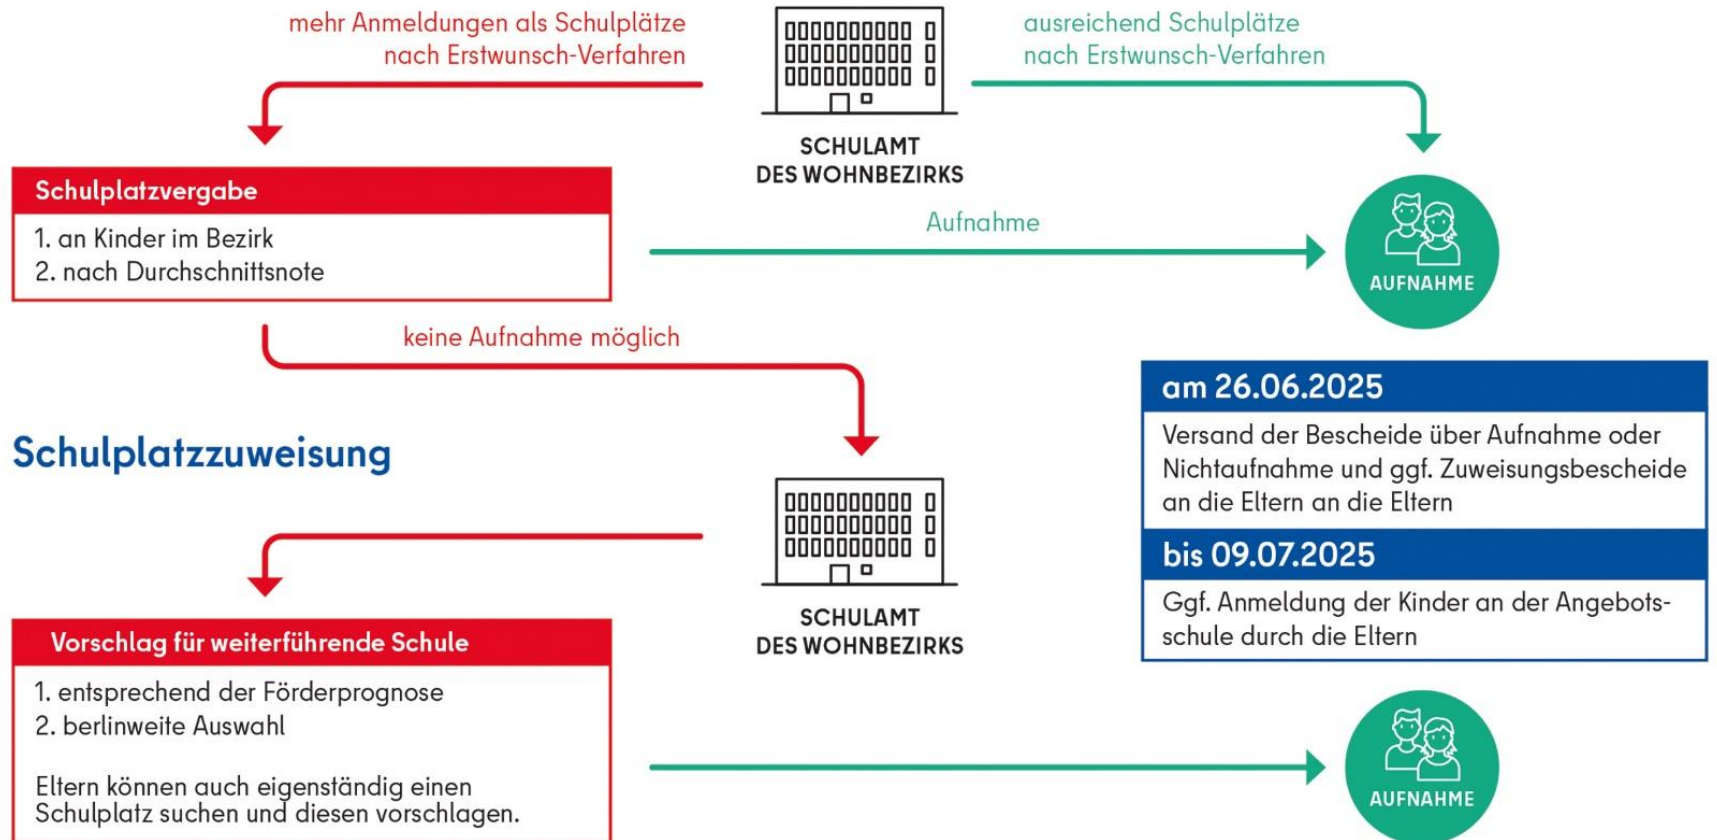 mehr Anmeldungen als Schulplätze
nach Erstwunsch-Verfahren
ausreichend Schulplätze
nach Erstwunsch-Verfahren
SCHULAMT
DES WOHNBEZIRKS
Schulplatzvergabe
1. an Kinder im Bezirk
2. nach Durchschnittsnote
Aufnahme
AUFNAHME
keine Aufnahme möglich
am 26.06.2025
Versand der Bescheide über Aufnahme oder
Nichtaufnahme und ggf. Zuweisungsbescheide
an die Eltern an die Eltern
bis 09.07.2025
Ggf. Anmeldung der Kinder an der Angebots-
schule durch die Eltern
Schulplatzzuweisung
SCHULAMT
DES WOHNBEZIRKS
Vorschlag für weiterführende Schule
1. entsprechend der Förderprognose
2. berlinweite Auswahl
Eltern können auch eigenständig einen
Schulplatz suchen und diesen vorschlagen.
AUFNAHME